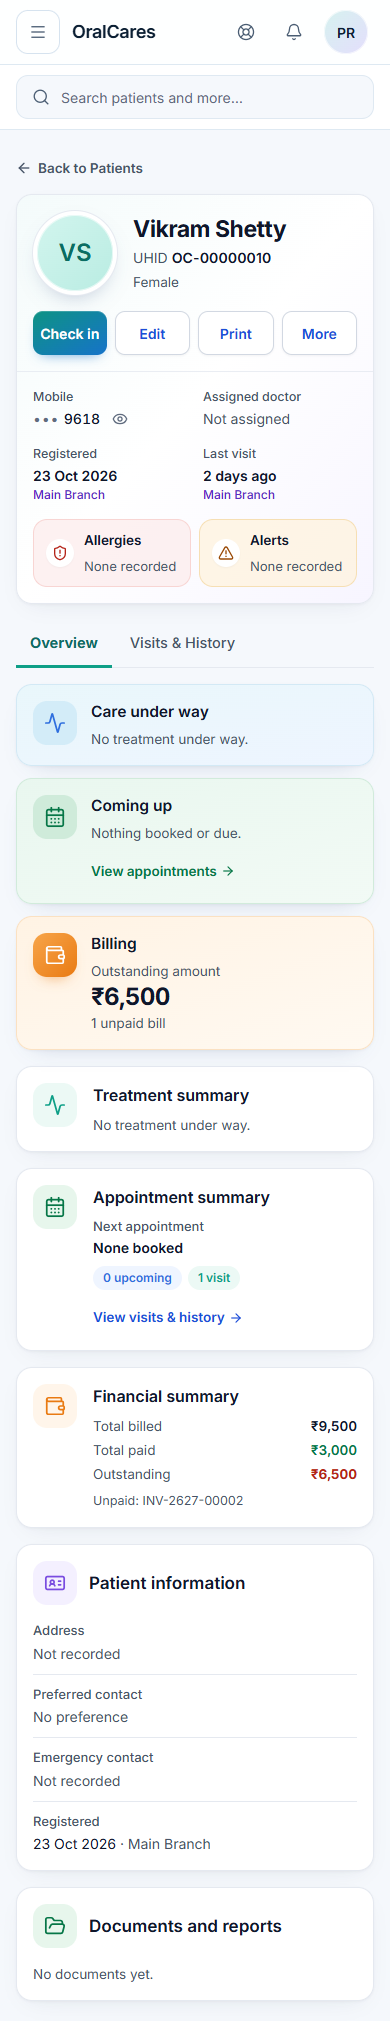 OralCares
PR
Search patients and more...
Back to Patients
VS
Vikram Shetty
UHID OC-00000010
Female
Check in
Edit
Print
More
Mobile
••• 9618
Assigned doctor
Not assigned
Registered
23 Oct 2026
Main Branch
Last visit
2 days ago
Main Branch
Allergies
None recorded
Alerts
None recorded
Overview
Visits & History
Care under way
No treatment under way.
Coming up
Nothing booked or due.
View appointments →
Billing
Outstanding amount
₹6,500
1 unpaid bill
Treatment summary
No treatment under way.
Appointment summary
Next appointment
None booked
0 upcoming
1 visit
View visits & history →
Financial summary
Total billed ₹9,500
Total paid ₹3,000
Outstanding ₹6,500
Unpaid: INV-2627-00002
Patient information
Address
Not recorded
Preferred contact
No preference
Emergency contact
Not recorded
Registered
23 Oct 2026 · Main Branch
Documents and reports
No documents yet.